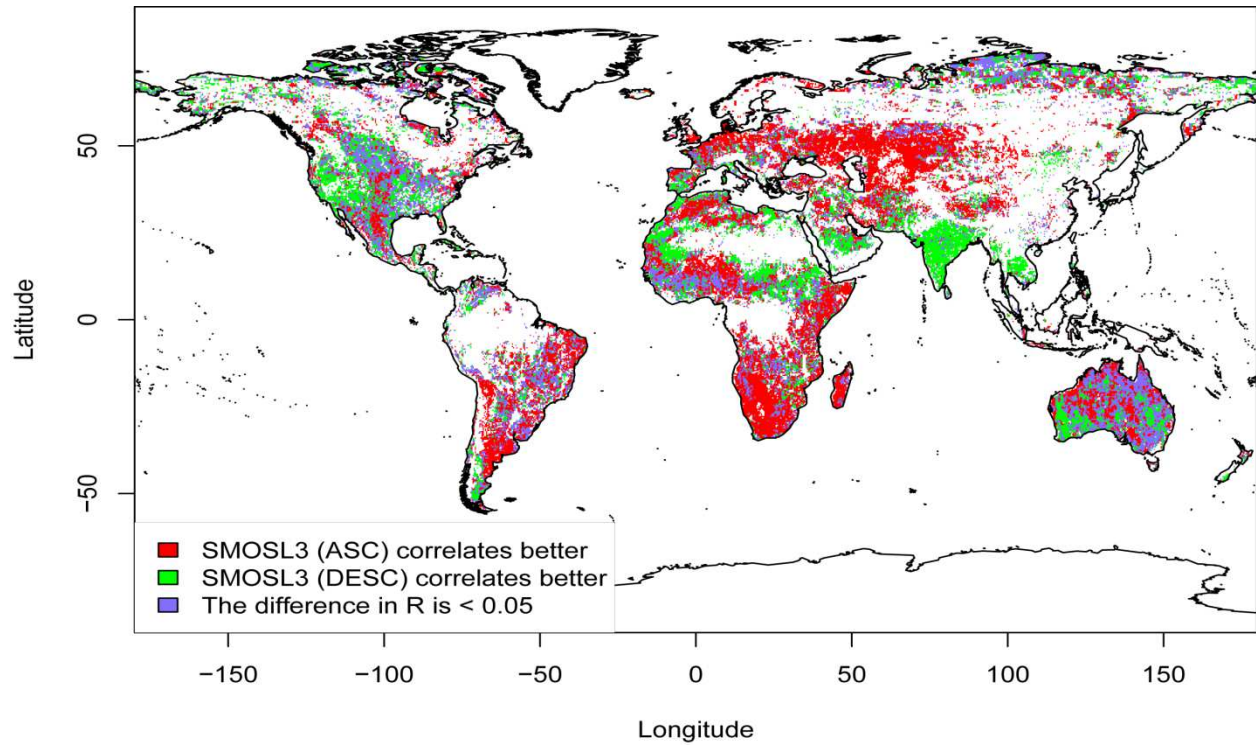 Latitude
50
0
−50
SMOSL3 (ASC) correlates better
SMOSL3 (DESC) correlates better
The difference in R is < 0.05
−150 −100 −50 0 50 100 150
Longitude